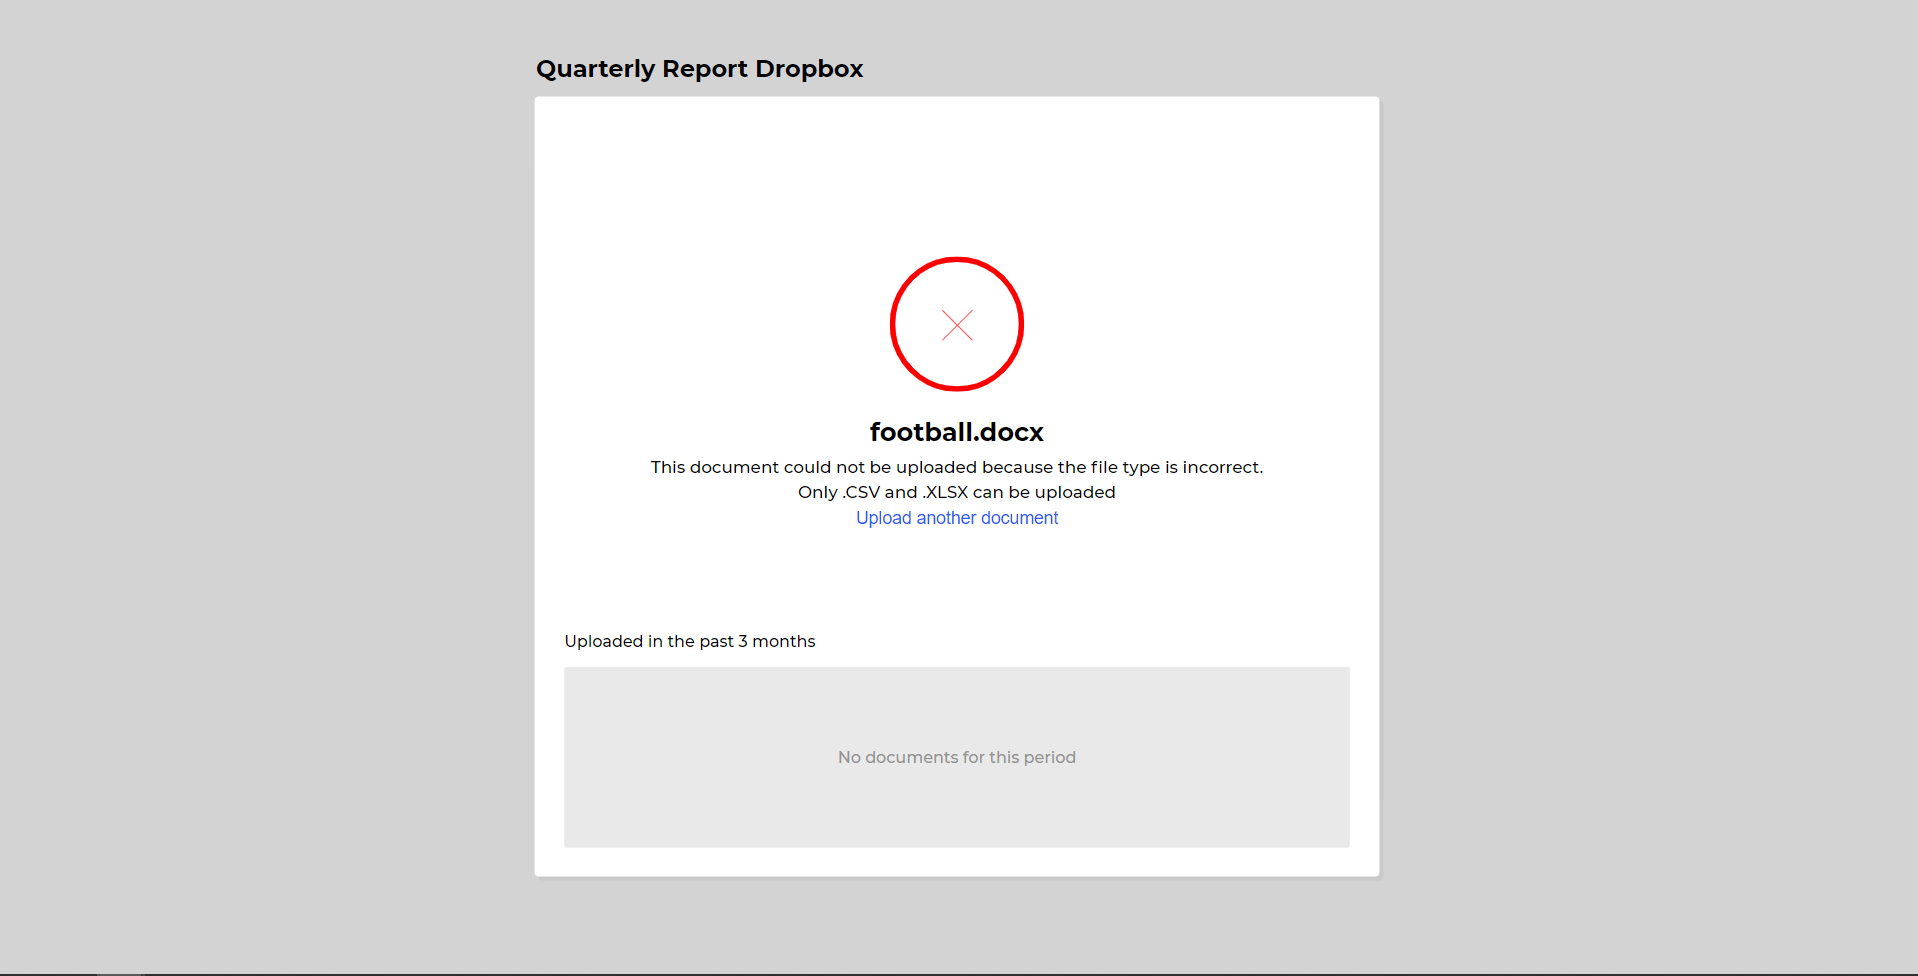 Quarterly Report Dropbox
football.docx
This document could not be uploaded because the file type is incorrect.
Only .CSV and .XLSX can be uploaded
Upload another document
Uploaded in the past 3 months
No documents for this period